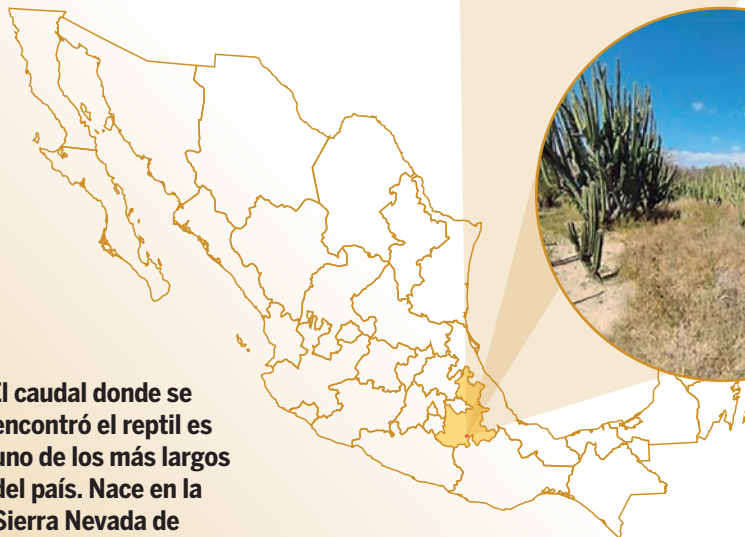 El caudal donde se
encontró el reptil es
uno de los más largos
del país. Nace en la
Sierra Nevada de